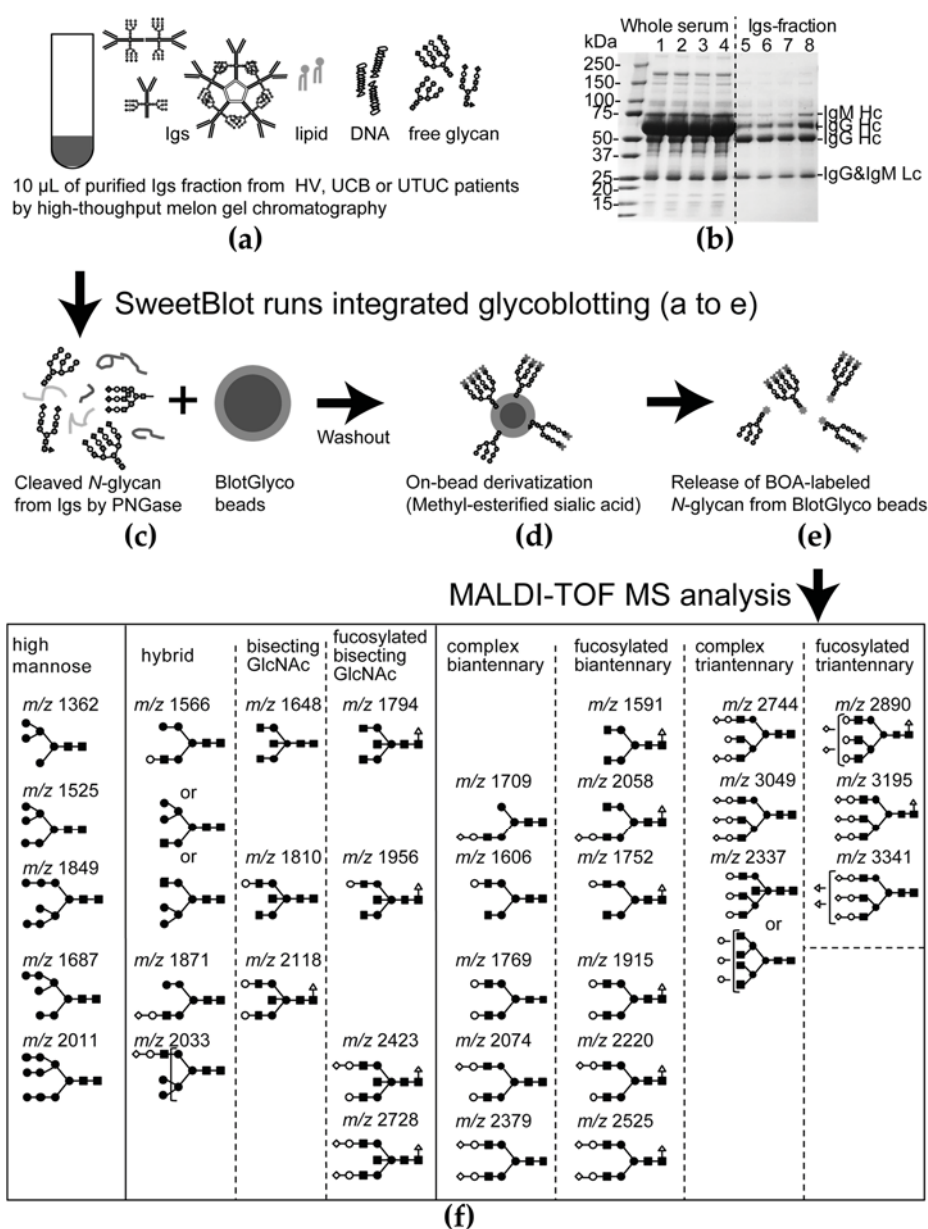 Igs
lipid
DNA
free glycan
10 µL of purified Igs fraction from HV, UCB or UTUC patients
by high-thoughput melon gel chromatography
(a)
Whole serum
Igs-fraction
kDa
1 2 3 4 5 6 7 8
250
150
100
75
50
37
25
20
15
IgM Hc
IgG Hc
IgG Hc
IgG&IgM Lc
(b)
SweetBlot runs integrated glycoblotting (a to e)
+
Washout
Cleaved N-glycan
from Igs by PNGase
BlotGlyco
beads
On-bead derivatization
(Methyl-esterified sialic acid)
Release of BOA-labeled
N-glycan from BlotGlyco beads
(c)
(d)
(e)
MALDI-TOF MS analysis
high
mannose
hybrid
bisecting
GlcNAc
fucosylated
bisecting
GlcNAc
complex
biantennary
fucosylated
biantennary
complex
triantennary
fucosylated
triantennary
m/z 1362
m/z 1566
m/z 1648
m/z 1794
m/z 1591
m/z 2744
m/z 2890
m/z 1525
or
m/z 1709
m/z 2058
m/z 3049
m/z 3195
m/z 1849
or
m/z 1810
m/z 1956
m/z 1606
m/z 1752
m/z 2337
m/z 3341
or
m/z 1687
m/z 1871
m/z 2118
m/z 1769
m/z 1915
m/z 2011
m/z 2033
m/z 2423
m/z 2074
m/z 2220
m/z 2728
m/z 2379
m/z 2525
(f)